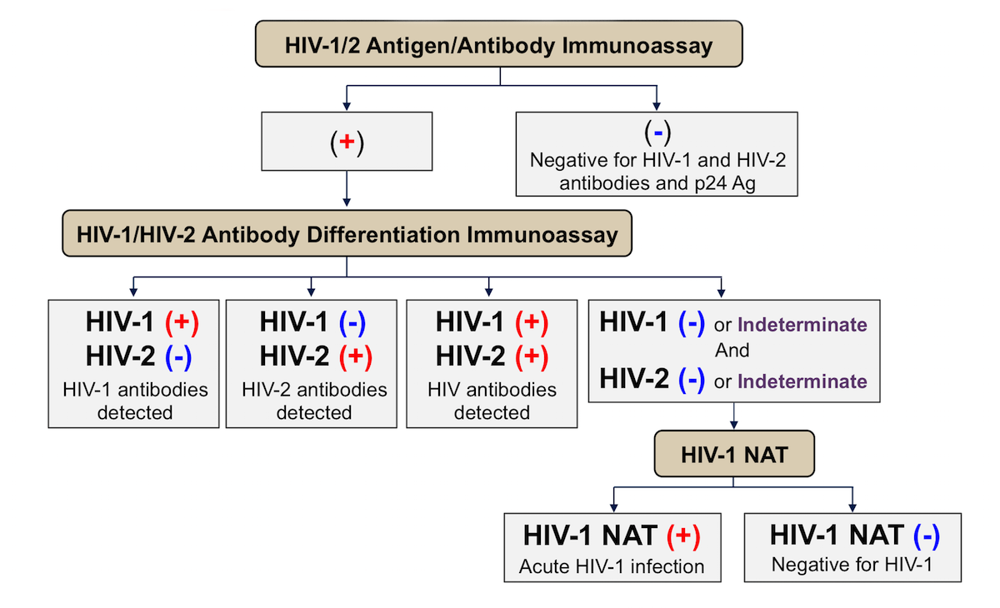 HIV-1/2 Antigen/Antibody Immunoassay
(+)
(-)
Negative for HIV-1 and HIV-2
antibodies and p24 Ag
HIV-1/HIV-2 Antibody Differentiation Immunoassay
HIV-1 (+)
HIV-2 (-)
HIV-1 antibodies
detected
HIV-1 (-)
HIV-2 (+)
HIV-2 antibodies
detected
HIV-1 (+)
HIV-2 (+)
HIV antibodies
detected
HIV-1 (-) or Indeterminate
And
HIV-2 (-) or Indeterminate
HIV-1 NAT
HIV-1 NAT (+)
Acute HIV-1 infection
HIV-1 NAT (-)
Negative for HIV-1